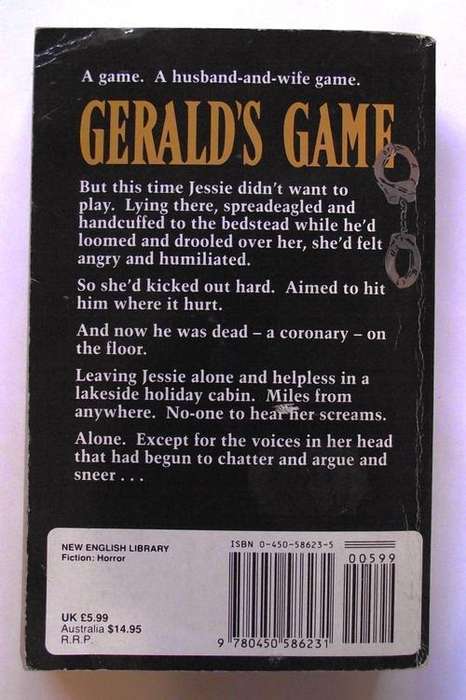 A game. A husband-and-wife game.
GERALD'S GAME
But this time Jessie didn't want to
play. Lying there, spreadeagled and
handcuffed to the bedstead while he'd
loomed and drooled over her, she'd felt
angry and humiliated.
So she'd kicked out hard. Aimed to hit
him where it hurt.
And now he was dead – a coronary – on
the floor.
Leaving Jessie alone and helpless in a
lakeside holiday cabin. Miles from
anywhere. No-one to hear her screams.
Alone. Except for the voices in her head
that had begun to chatter and argue and
sneer . . .
NEW ENGLISH LIBRARY
Fiction: Horror
UK £5.99
Australia $14.95
R.R.P.
ISBN 0-450-58623-5
00599
9 780450 586231